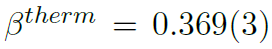 β^{therm} = 0.369(3)